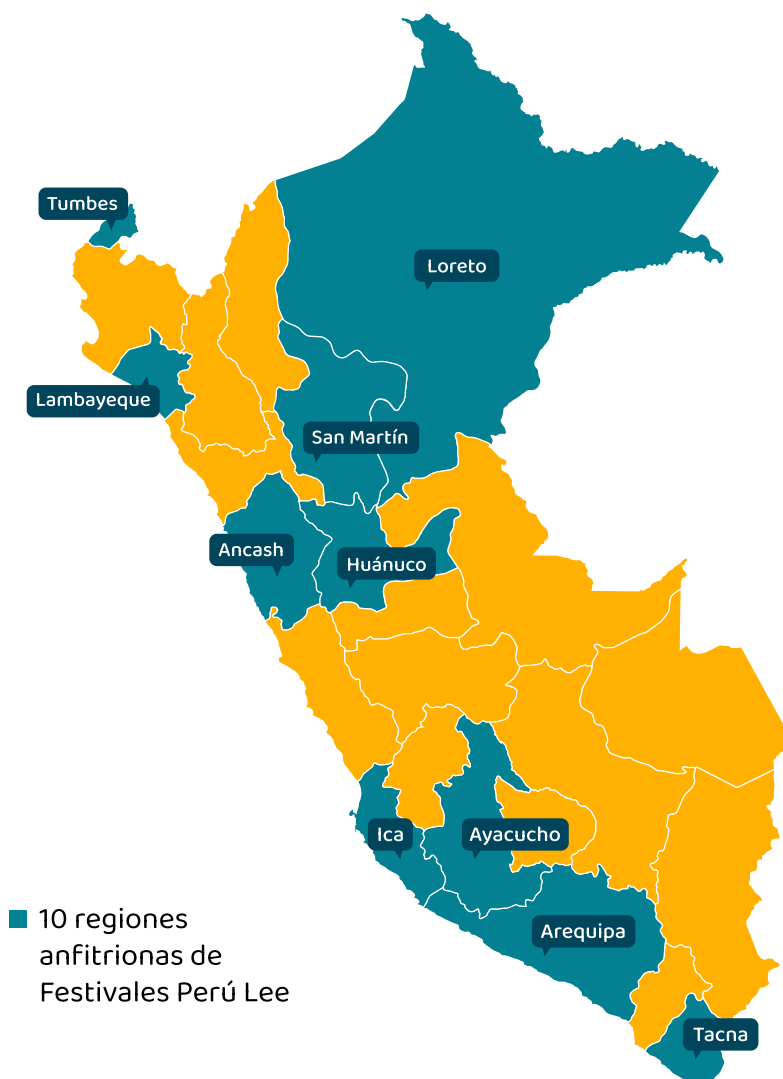 Tumbes
Loreto
Lambayeque
San Martín
Ancash
Huánuco
Ica
Ayacucho
Arequipa
Tacna
10 regiones
anfitrionas de
Festivales Perú Lee